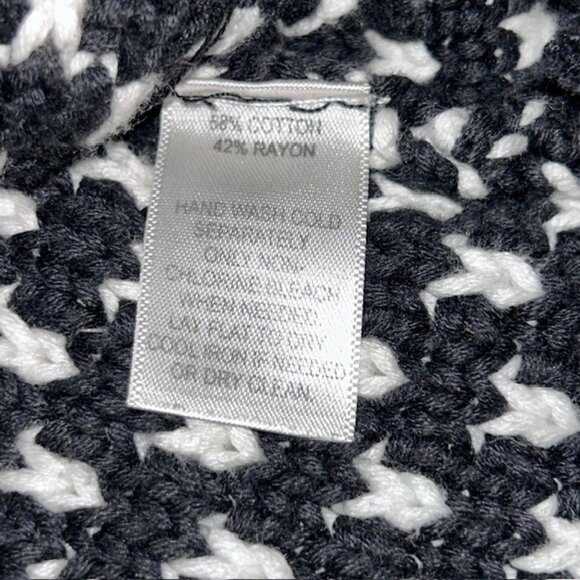 58% COTTON
42% RAYON
HAND WASH COLD
SEPARATELY
ONLY NON-
CHLORINE BLEACH
WHEN NEEDED.
LAY FLAT TO DRY
COOL IRON IF NEEDED
OR DRY CLEAN.